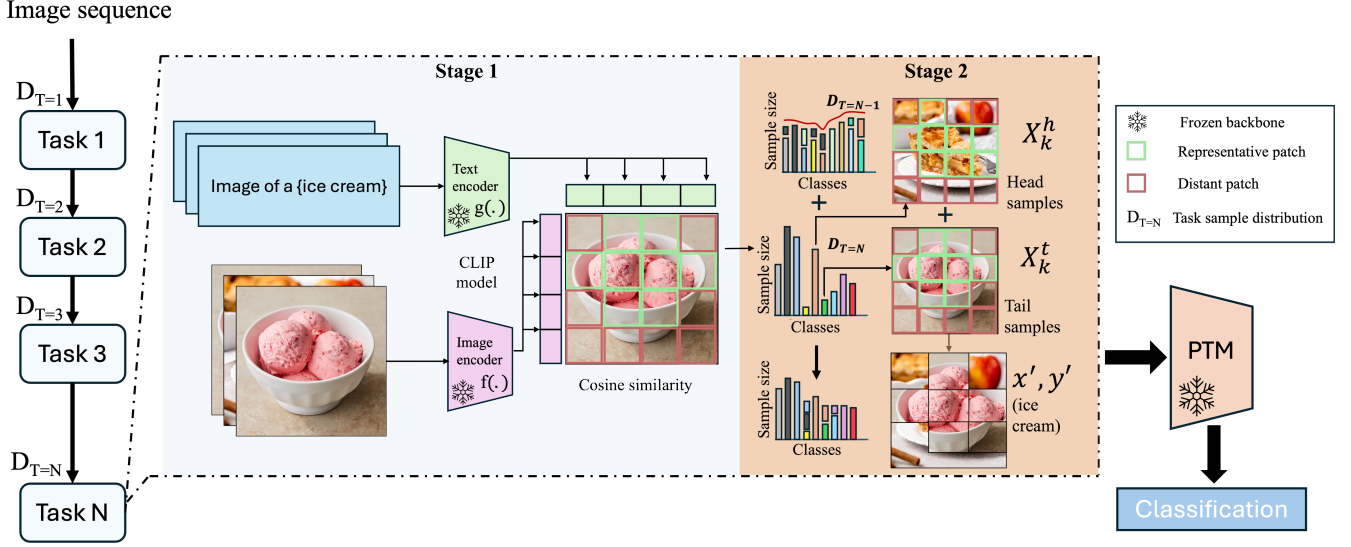 Image sequence
D_{T=1}
Task 1
D_{T=2}
Task 2
D_{T=3}
Task 3
D_{T=N}
Task N
Stage 1
Image of a {ice cream}
Text
encoder
g(.)
CLIP
model
Image
encoder
f(.)
Cosine similarity
Stage 2
Sample size
D_{T=N-1}
Classes
+
Sample size
D_{T=N}
Classes
Sample size
Classes
X_k^h
Head
samples
+
X_k^t
Tail
samples
x', y'
(ice
cream)
Frozen backbone
Representative patch
Distant patch
D_{T=N} Task sample distribution
PTM
Classification